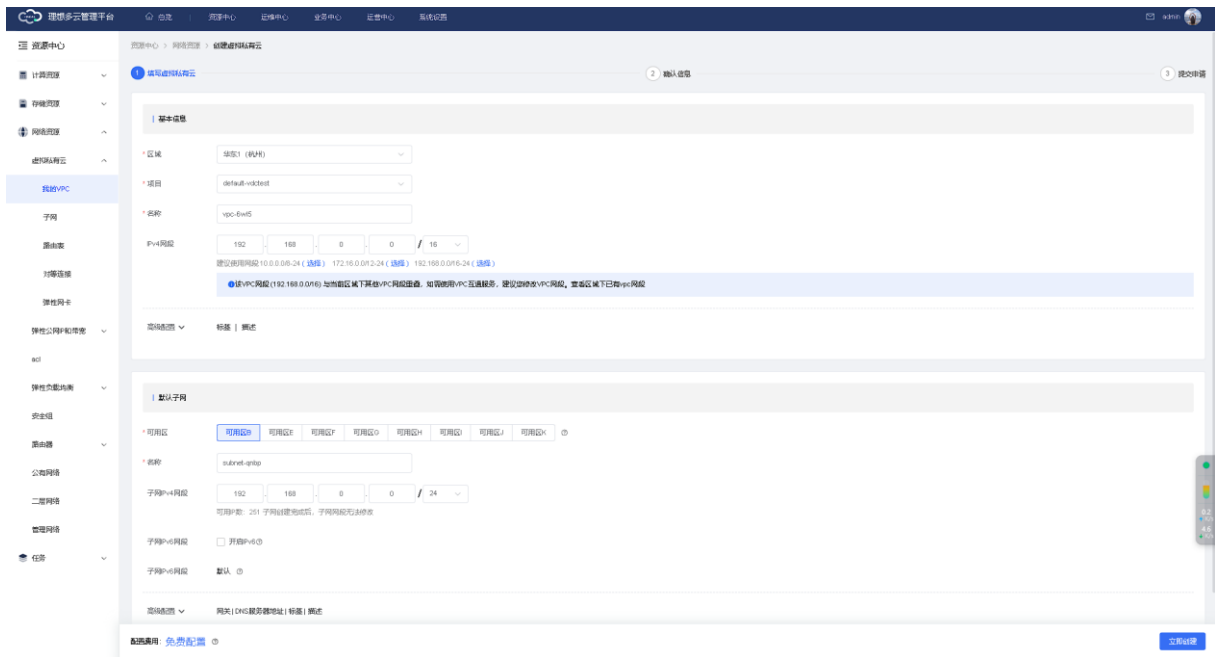 理想多云管理平台 总览 资源中心 运维中心 业务中心 运营中心 系统设置 admin
资源中心
计算资源
存储资源
网络资源
虚拟私有云
我的VPC
子网
路由表
对等连接
弹性网卡
弹性公网IP和带宽
acl
弹性负载均衡
安全组
路由器
公有网络
二层网络
管理网络
任务
资源中心 > 网络资源 > 创建虚拟私有云
1 填写虚拟私有云 2 确认信息 3 提交申请
基本信息
* 区域 华东1（杭州）
* 项目 default-vdctest
* 名称 vpc-6wl5
IPv4网段 192 . 168 . 0 . 0 / 16
建议使用网段:10.0.0.0/8-24 ( 选择 ) 172.16.0.0/12-24 ( 选择 ) 192.168.0.0/16-24 ( 选择 )
该VPC网段 (192.168.0.0/16) 与当前区域下其他VPC网段重叠，如需使用VPC互通服务，建议您修改VPC网段。查看区域下已有vpc网段
高级配置 标签 | 描述
默认子网
* 可用区 可用区B 可用区E 可用区F 可用区G 可用区H 可用区I 可用区J 可用区K
* 名称 subnet-qnbp
子网IPv4网段 192 . 168 . 0 . 0 / 24
可用IP数: 251 子网创建完成后，子网网段无法修改
子网IPv6网段 开启IPv6
子网IPv6网段 默认
高级配置 网关 | DNS服务器地址 | 标签 | 描述
配置费用: 免费配置 立即创建